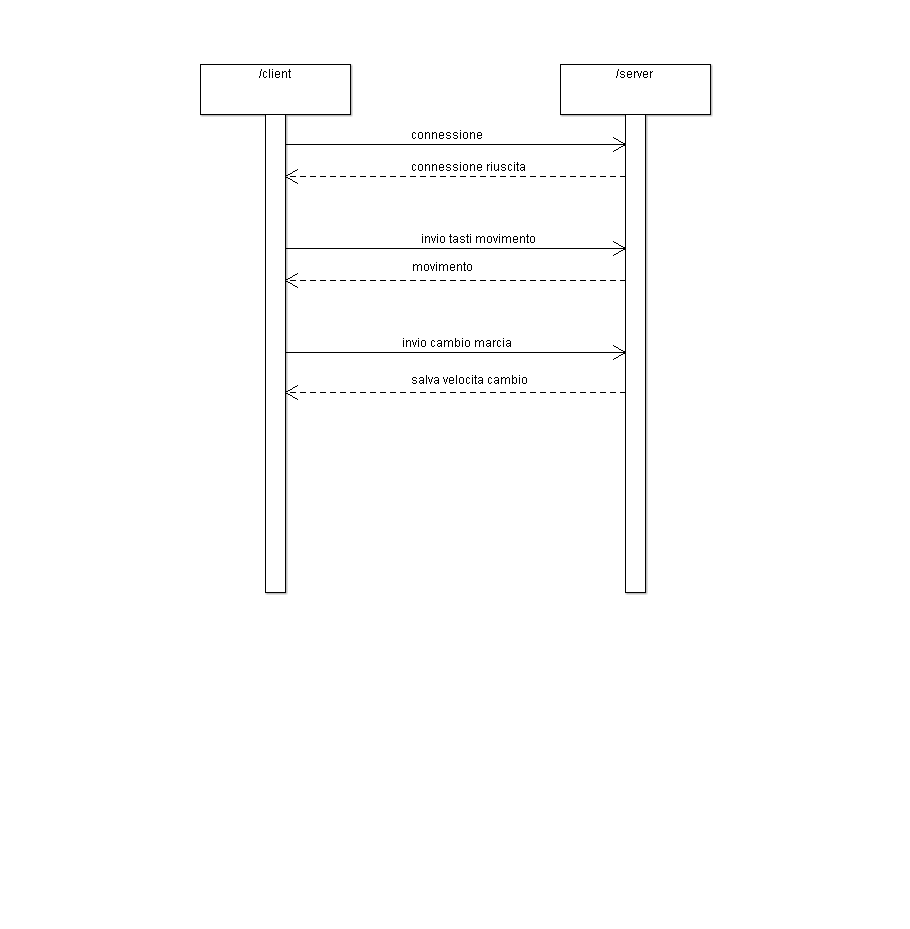 /client
/server
connessione
connessione riuscita
invio tasti movimento
movimento
invio cambio marcia
salva velocita cambio